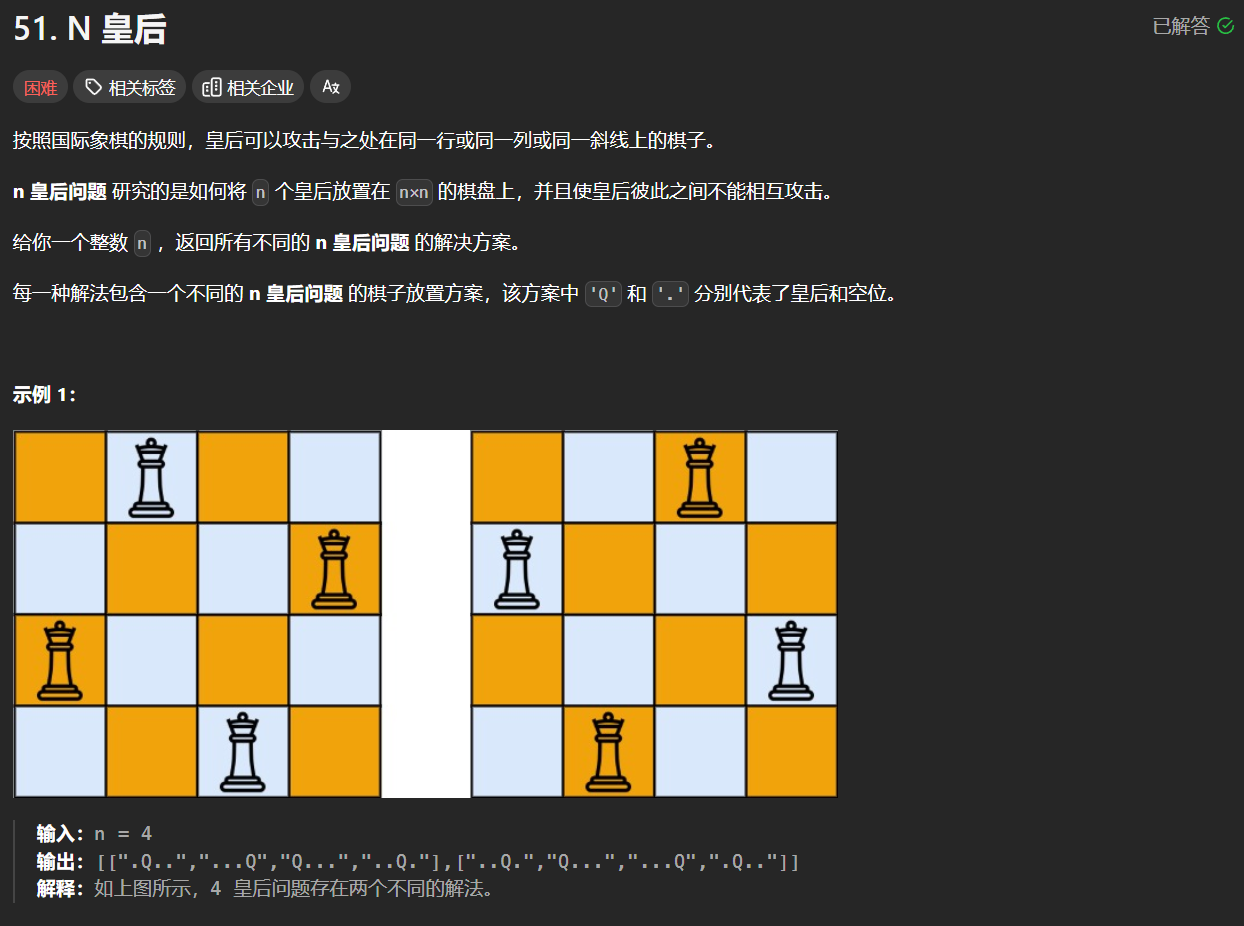 51. N 皇后
已解答
困难 相关标签 相关企业
按照国际象棋的规则，皇后可以攻击与之处在同一行或同一列或同一斜线上的棋子。
n 皇后问题 研究的是如何将 n 个皇后放置在 n×n 的棋盘上，并且使皇后彼此之间不能相互攻击。
给你一个整数 n ，返回所有不同的 n 皇后问题 的解决方案。
每一种解法包含一个不同的 n 皇后问题 的棋子放置方案，该方案中 'Q' 和 '.' 分别代表了皇后和空位。
示例 1：
输入：n = 4
输出：[[".Q..","...Q","Q...","..Q."],["..Q.","Q...","...Q",".Q.."]]
解释：如上图所示，4 皇后问题存在两个不同的解法。